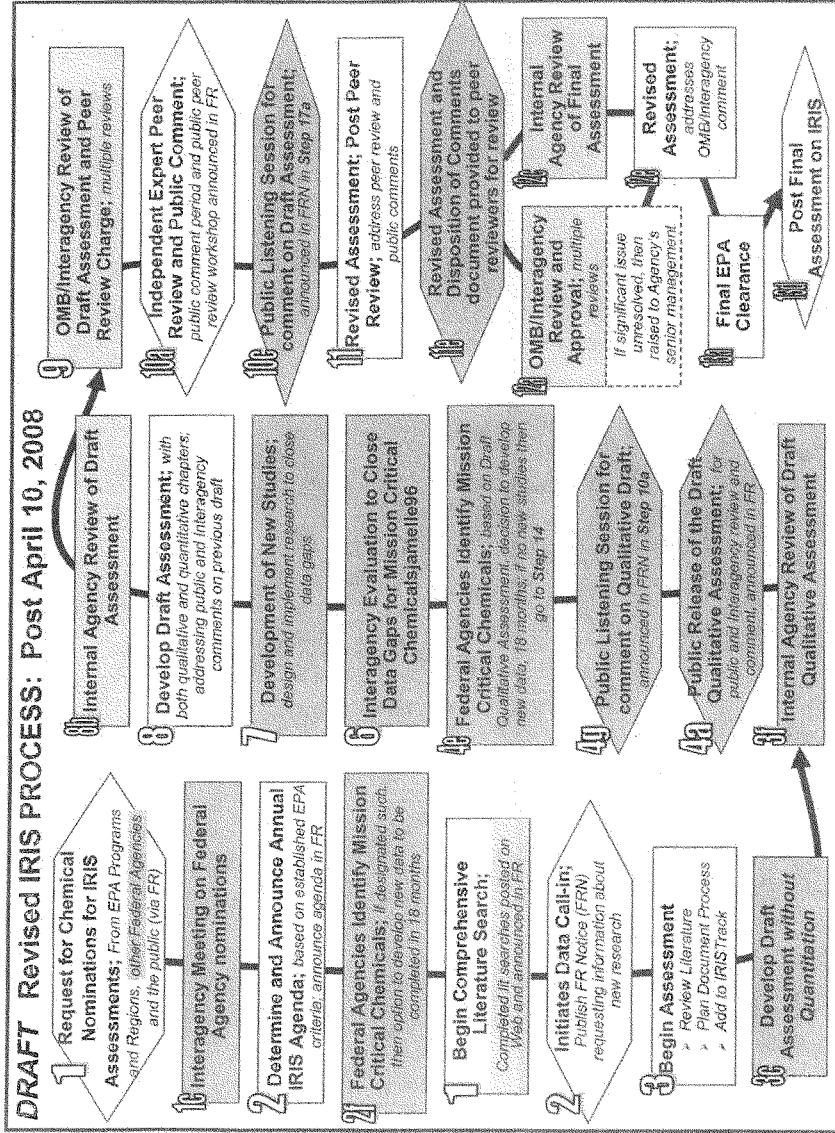 DRAFT Revised IRIS PROCESS: Post April 10, 2008
1
Request for Chemical
Nominations for IRIS
Assessments; From EPA Programs
and Regions, other Federal Agencies
and the public (via FR)
1c
Interagency Meeting on Federal
Agency nominations
2
Determine and Announce Annual
IRIS Agenda; based on established EPA
criteria: announce agenda in FR
2f
Federal Agencies Identify Mission
Critical Chemicals; if designated such,
then option to develop new data to be
completed in 18 months
1
Begin Comprehensive
Literature Search;
Completed lit searches posted on
Web and announced in FR
2
Initiates Data Call-in;
Publish FR Notice (FRN)
requesting information about
new research
3
Begin Assessment
> Review Literature
> Plan Document Process
> Add to IRISTrack
3c
Develop Draft
Assessment without
Quantitation
8b
Internal Agency Review of Draft
Assessment
8
Develop Draft Assessment; with
both qualitative and quantitative chapters;
addressing public and Interagency
comments on previous draft
7
Development of New Studies;
design and implement research to close
data gaps
6
Interagency Evaluation to Close
Data Gaps for Mission Critical
Chemicalsjamelle96
Federal Agencies Identify Mission
Critical Chemicals; based on Draft
Qualitative Assessment, decision to develop
new data, 18 months; if no new studies then
go to Step 14
4g
Public Listening Session for
comment on Qualitative Draft;
announced in FRN in Step 10a
4a
Public Release of the Draft
Qualitative Assessment; for
public and Interagency review and
comment, announced in FR
3f
Internal Agency Review of Draft
Qualitative Assessment
9
OMB/Interagency Review of
Draft Assessment and Peer
Review Charge; multiple reviews
10a
Independent Expert Peer
Review and Public Comment;
public comment period and public peer
review workshop announced in FR
10c
Public Listening Session for
comment on Draft Assessment;
announced in FRN in Step 17a
11
Revised Assessment; Post Peer
Review; address peer review and
public comments
Revised Assessment and
Disposition of Comments
document provided to peer
reviewers for review
OMB/Interagency
Review and
Approval; multiple
reviews
If significant issue
unresolved, then
raised to Agency's
senior management
Internal
Agency Review
of Final
Assessment
Revised
Assessment;
addresses
OMB/Interagency
comment
Final EPA
Clearance
Post Final
Assessment on IRIS